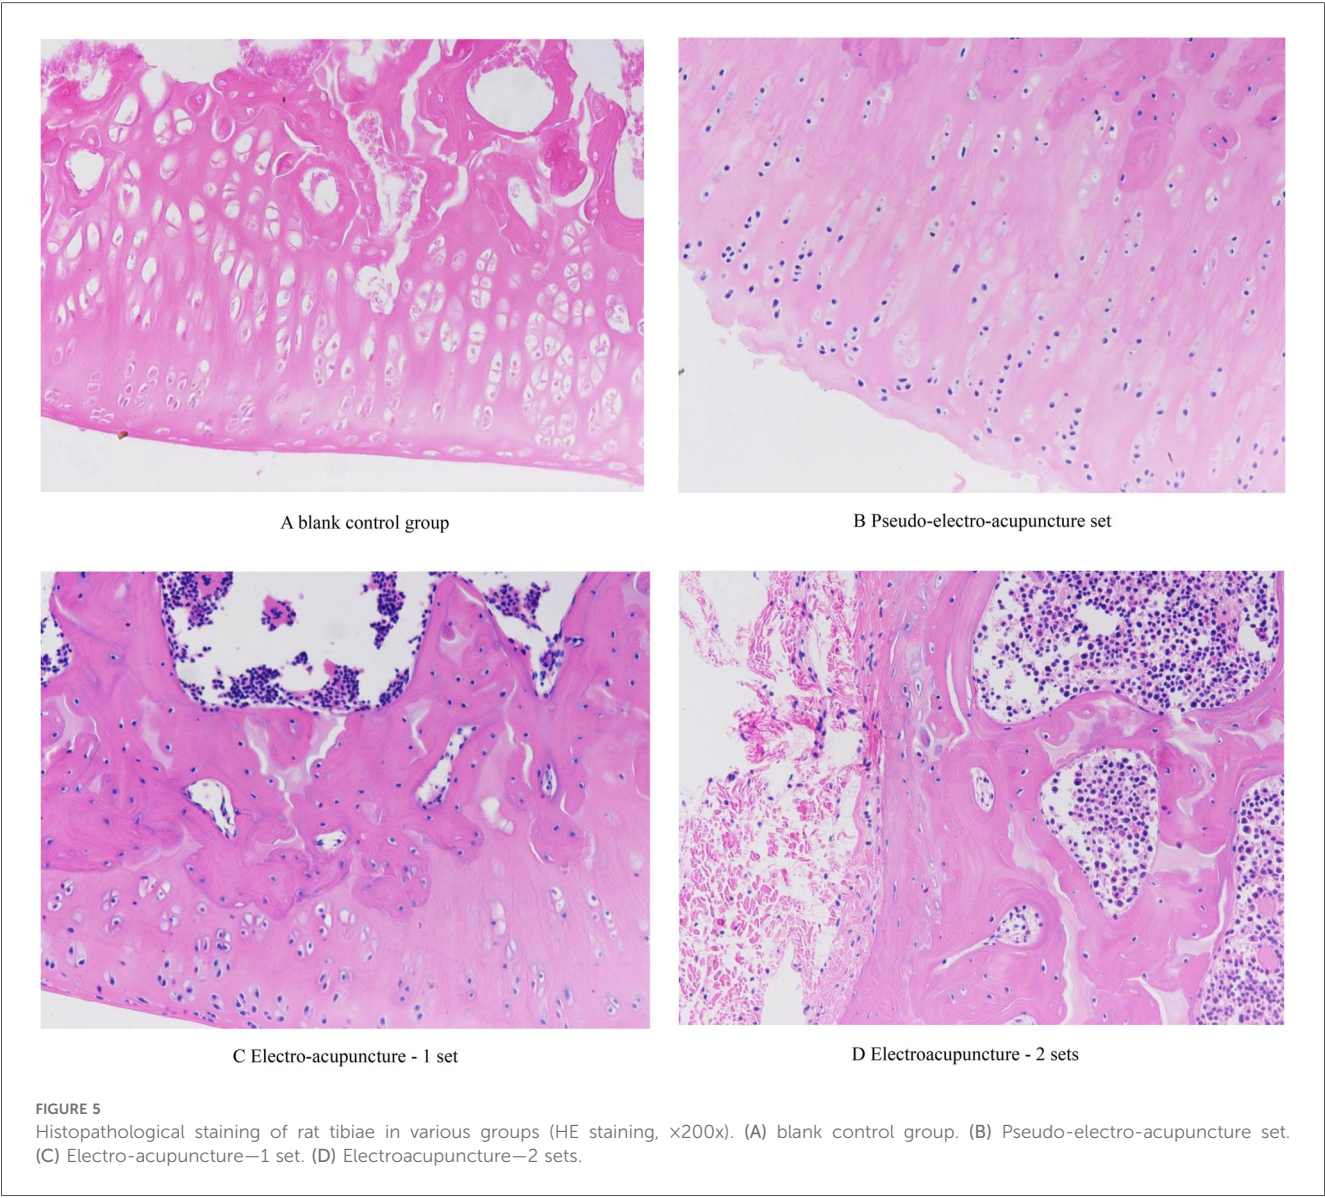 A blank control group
B Pseudo-electro-acupuncture set
C Electro-acupuncture - 1 set
D Electroacupuncture - 2 sets
FIGURE 5
Histopathological staining of rat tibiae in various groups (HE staining, ×200x). (A) blank control group. (B) Pseudo-electro-acupuncture set.
(C) Electro-acupuncture—1 set. (D) Electroacupuncture—2 sets.